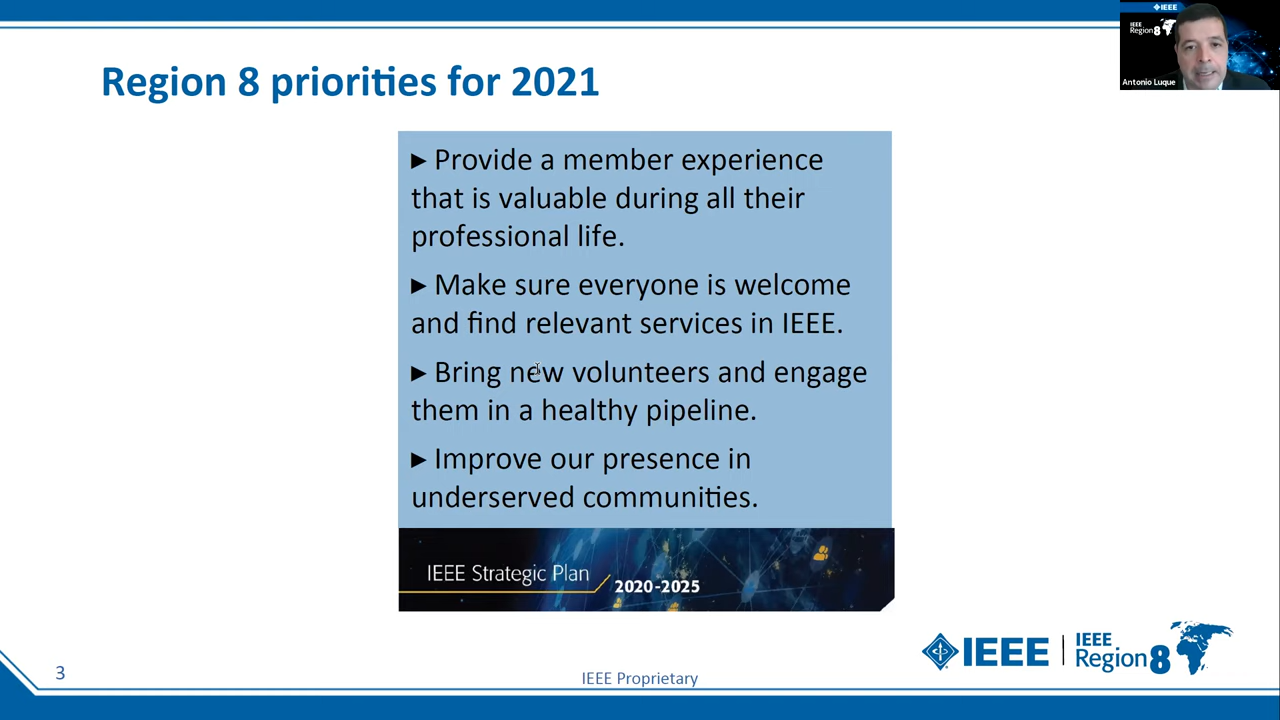 IEEE
IEEE
Region 8
Antonio Luque
Region 8 priorities for 2021
▸ Provide a member experience
that is valuable during all their
professional life.
▸ Make sure everyone is welcome
and find relevant services in IEEE.
▸ Bring new volunteers and engage
them in a healthy pipeline.
▸ Improve our presence in
underserved communities.
IEEE Strategic Plan
2020-2025
IEEE
IEEE
Region 8
3
IEEE Proprietary